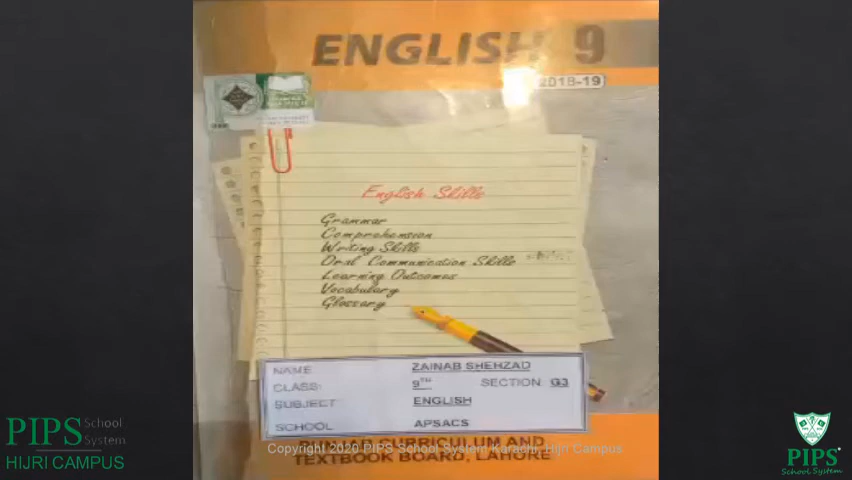 ENGLISH 9
2018-19
English Skills
Grammar
Comprehension
Writing Skills
Oral Communication Skills
Learning Outcomes
Vocabulary
Glossary
NAME ZAINAB SHEHZAD
CLASS: 9TH SECTION G3
SUBJECT: ENGLISH
SCHOOL APSACS
PUNJAB CURRICULUM AND
Copyright 2020 PIPS School System Karachi, Hijri Campus
TEXTBOOK BOARD, LAHORE
PIPS School System
HIJRI CAMPUS
PIPS
School System